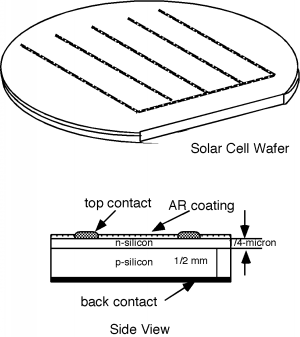 Solar Cell Wafer
top contact
AR coating
n-silicon
1/4-micron
p-silicon
1/2 mm
back contact
Side View